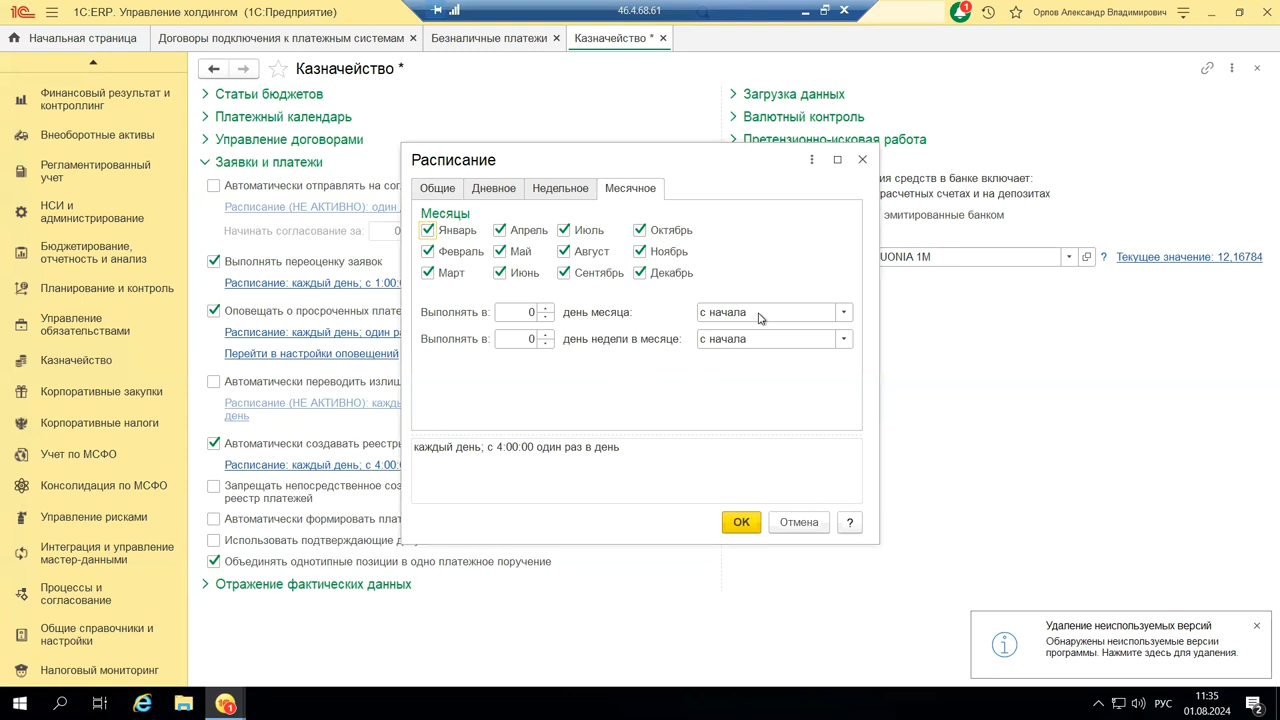 1С:ERP. Управление холдингом (1С:Предприятие)
46.4.68.61
1
Орлов Александр Владимирович
Начальная страница
Договоры подключения к платежным системам
Безналичные платежи
Казначейство *
Финансовый результат и
контроллинг
Внеоборотные активы
Регламентированный
учет
НСИ и
администрирование
Бюджетирование,
отчетность и анализ
Планирование и контроль
Управление
обязательствами
Казначейство
Корпоративные закупки
Корпоративные налоги
Учет по МСФО
Консолидация по МСФО
Управление рисками
Интеграция и управление
мастер-данными
Процессы и
согласование
Общие справочники и
настройки
Налоговый мониторинг
Казначейство *
Статьи бюджетов
Платежный календарь
Управление договорами
Заявки и платежи
Автоматически отправлять на сог
Расписание (НЕ АКТИВНО): один
Начинать согласование за: 0
Выполнять переоценку заявок
Расписание: каждый день; с 1:00:0
Оповещать о просроченных плате
Расписание: каждый день; один ра
Перейти в настройки оповещений
Автоматически переводить излиш
Расписание (НЕ АКТИВНО): кажды
день
Автоматически создавать реестры
Расписание: каждый день; с 4:00:0
Запрещать непосредственное соз
реестр платежей
Автоматически формировать плат
Использовать подтверждающие до
Объединять однотипные позиции в одно платежное поручение
Отражение фактических данных
Загрузка данных
Валютный контроль
Претензионно-исковая работа
ия средств в банке включает:
расчетных счетах и на депозитах
эмитированные банком
UONIA 1M
?
Текущее значение: 12,16784
Расписание
Общие
Дневное
Недельное
Месячное
Месяцы
Январь Апрель Июль Октябрь
Февраль Май Август Ноябрь
Март Июнь Сентябрь Декабрь
Выполнять в: 0 день месяца: с начала
Выполнять в: 0 день недели в месяце: с начала
каждый день; с 4:00:00 один раз в день
OK
Отмена
?
Удаление неиспользуемых версий
Обнаружены неиспользуемые версии
программы. Нажмите здесь для удаления.
1
РУС
11:35
01.08.2024
2